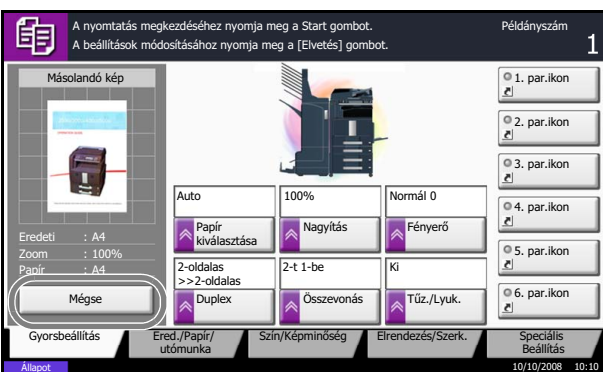 A nyomtatás megkezdéséhez nyomja meg a Start gombot.
A beállítások módosításához nyomja meg a [Elvetés] gombot.
Példányszám
1
Másolandó kép
Eredeti : A4
Zoom : 100%
Papír : A4
Mégse
Auto
Papír
kiválasztása
100%
Nagyítás
Normál 0
Fényerő
2-oldalas
>>2-oldalas
Duplex
2-t 1-be
Összevonás
Ki
Tűz./Lyuk.
1. par.ikon
2. par.ikon
3. par.ikon
4. par.ikon
5. par.ikon
6. par.ikon
Gyorsbeállítás
Ered./Papír/
utómunka
Szín/Képminőség
Elrendezés/Szerk.
Speciális
Beállítás
Állapot
10/10/2008 10:10